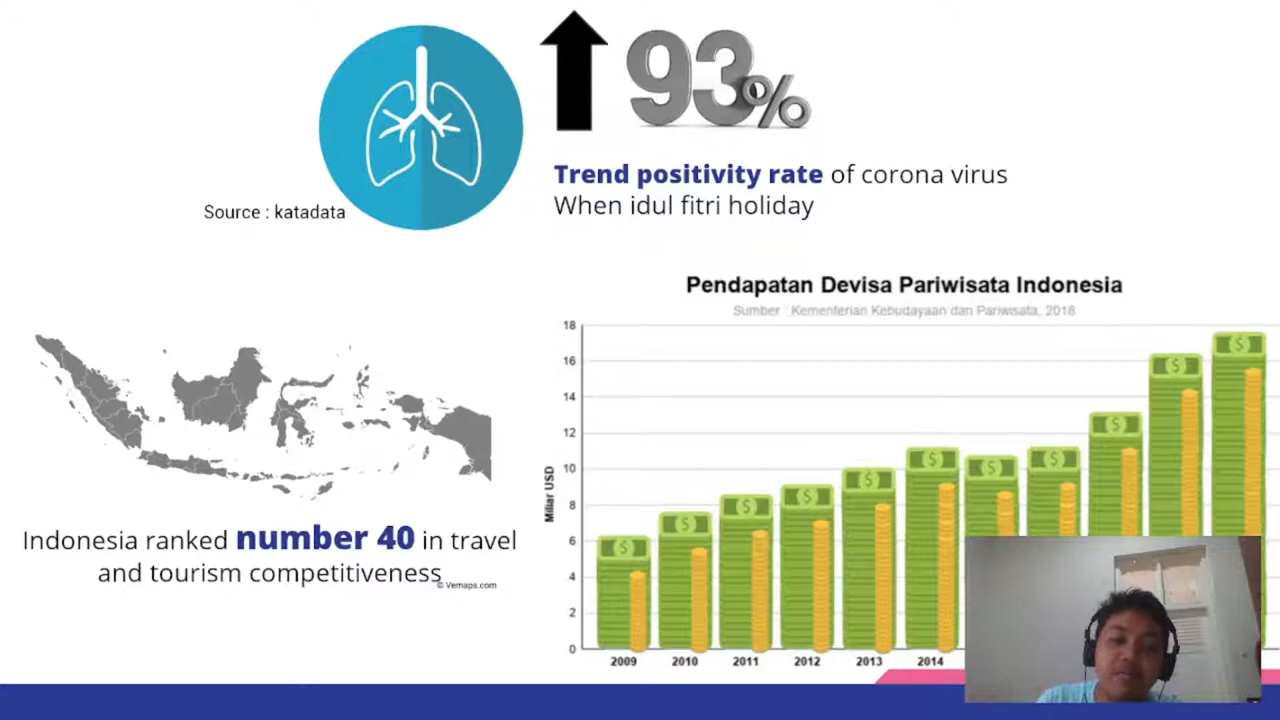 93%
Trend positivity rate of corona virus
When idul fitri holiday
Source : katadata
Pendapatan Devisa Pariwisata Indonesia
Sumber : Kementerian Kebudayaan dan Pariwisata, 2018
18
16
14
12
10
8
6
4
2
0
Miliar USD
$ $ $ $ $ $ $ $ $ $ $
2009 2010 2011 2012 2013 2014
Indonesia ranked number 40 in travel
and tourism competitiveness
© Vemaps.com